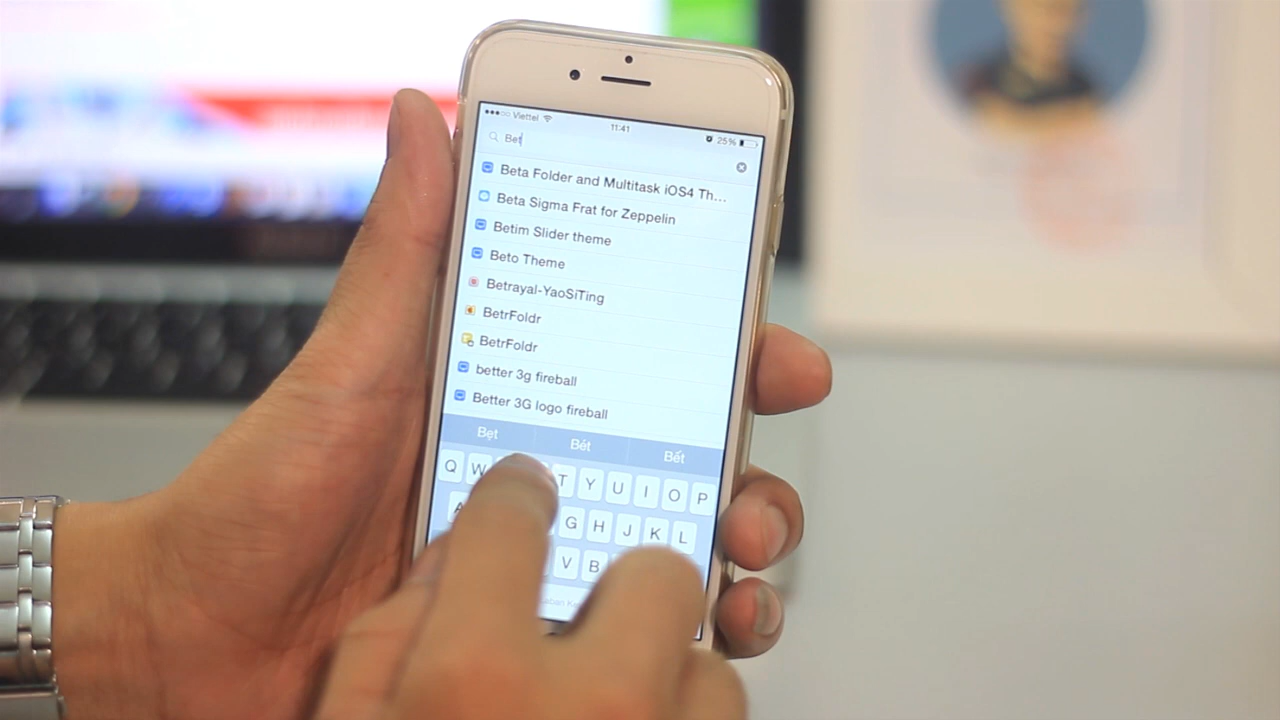 Viettel
11:41
25%
Bet
Beta Folder and Multitask iOS4 Th...
Beta Sigma Frat for Zeppelin
Betim Slider theme
Beto Theme
Betrayal-YaoSiTing
BetrFoldr
BetrFoldr
better 3g fireball
Better 3G logo fireball
Bẹt Bét Bết
Q W T Y U I O P
A G H J K L
V B